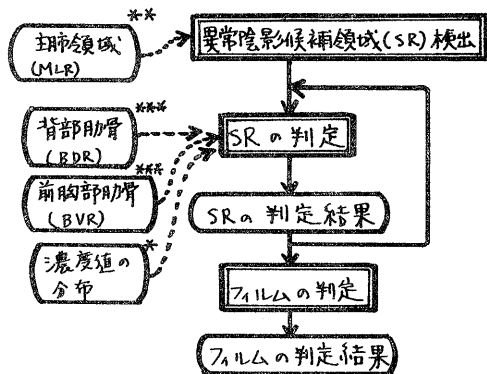 **
主肺領域
(MLR)
異常陰影候補領域(SR)検出
***
背部肋骨
(BDR)
SRの判定
***
前胸部肋骨
(BVR)
SRの判定結果
*
濃度値の
分布
フィルムの判定
フィルムの判定結果